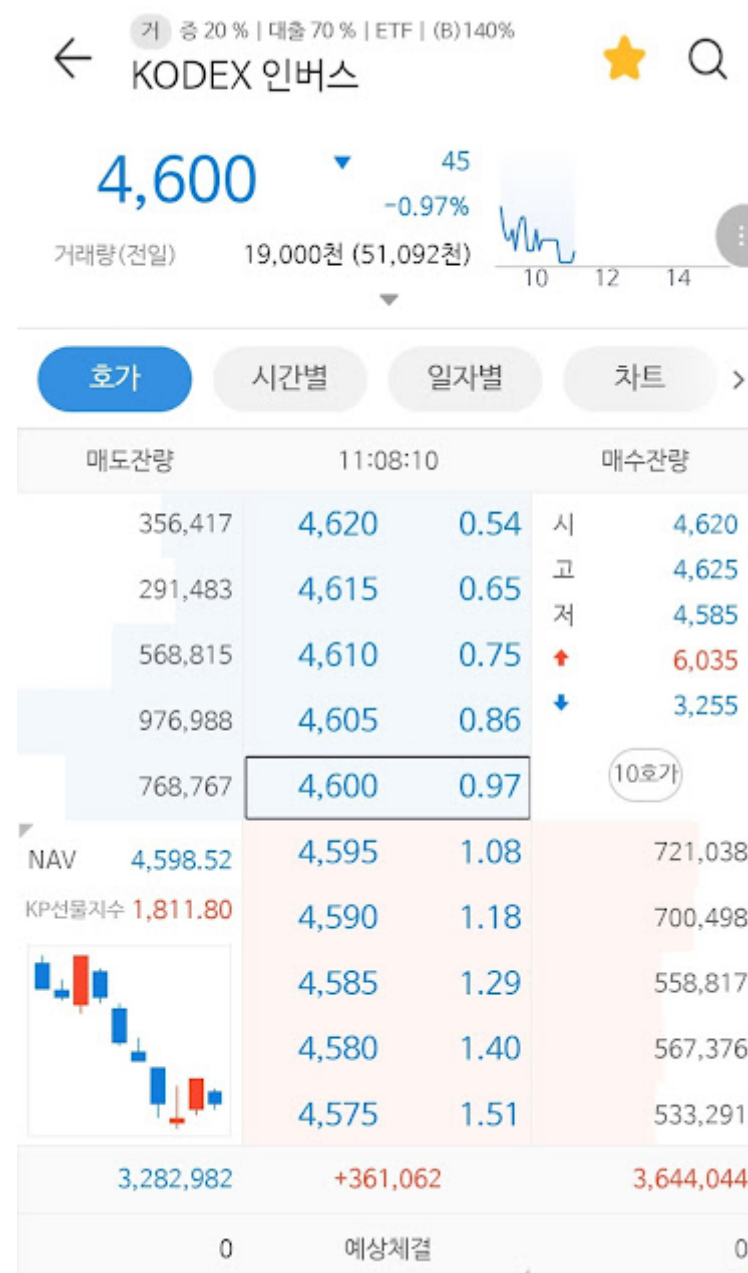 거 증 20 % | 대출 70 % | ETF | (B)140%
KODEX 인버스
4,600 ▼ 45
-0.97%
거래량(전일) 19,000천 (51,092천)
10 12 14
호가 시간별 일자별 차트
매도잔량 11:08:10 매수잔량
356,417 4,620 0.54 시 4,620
291,483 4,615 0.65 고 4,625
저 4,585
568,815 4,610 0.75 6,035
976,988 4,605 0.86 3,255
768,767 4,600 0.97 10호가
NAV 4,598.52 4,595 1.08 721,038
KP선물지수 1,811.80 4,590 1.18 700,498
4,585 1.29 558,817
4,580 1.40 567,376
4,575 1.51 533,291
3,282,982 +361,062 3,644,044
0 예상체결 0